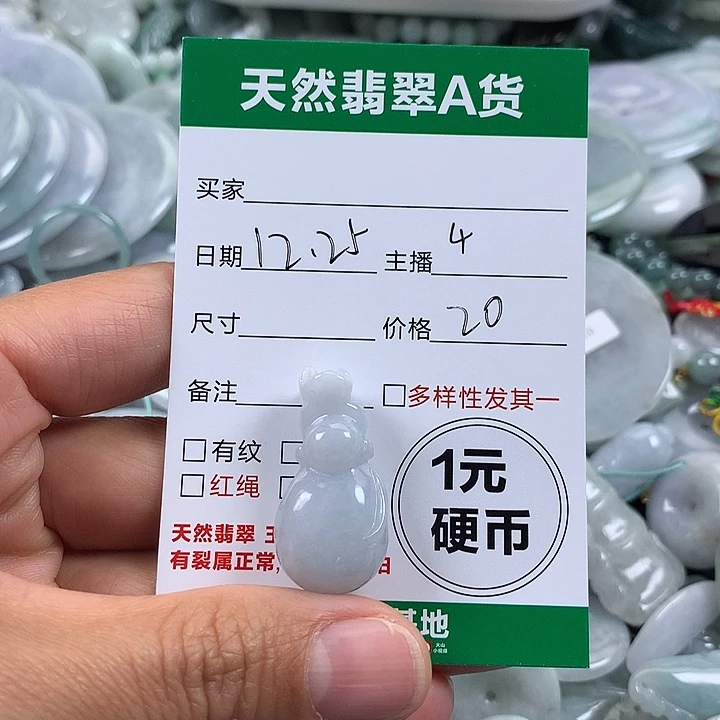 天然翡翠A货
买家
日期 12.25 主播 4
尺寸 价格 20
备注 □多样性发其一
□有纹 □
□红绳 □
天然翡翠
有裂属正常,
1元
硬币
基地